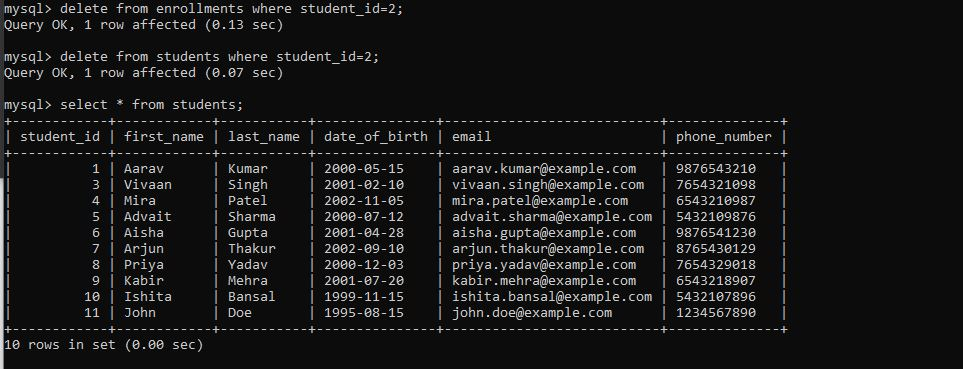 mysql> delete from enrollments where student_id=2;
Query OK, 1 row affected (0.13 sec)

mysql> delete from students where student_id=2;
Query OK, 1 row affected (0.07 sec)

mysql> select * from students;
+------------+------------+-----------+---------------+---------------------------+--------------+
| student_id | first_name | last_name | date_of_birth | email                     | phone_number |
+------------+------------+-----------+---------------+---------------------------+--------------+
|          1 | Aarav      | Kumar     | 2000-05-15    | aarav.kumar@example.com   | 9876543210   |
|          3 | Vivaan     | Singh     | 2001-02-10    | vivaan.singh@example.com  | 7654321098   |
|          4 | Mira       | Patel     | 2002-11-05    | mira.patel@example.com    | 6543210987   |
|          5 | Advait     | Sharma    | 2000-07-12    | advait.sharma@example.com | 5432109876   |
|          6 | Aisha      | Gupta     | 2001-04-28    | aisha.gupta@example.com   | 9876541230   |
|          7 | Arjun      | Thakur    | 2002-09-10    | arjun.thakur@example.com  | 8765430129   |
|          8 | Priya      | Yadav     | 2000-12-03    | priya.yadav@example.com   | 7654329018   |
|          9 | Kabir      | Mehra     | 2001-07-20    | kabir.mehra@example.com   | 6543218907   |
|         10 | Ishita     | Bansal    | 1999-11-15    | ishita.bansal@example.com | 5432107896   |
|         11 | John       | Doe       | 1995-08-15    | john.doe@example.com      | 1234567890   |
+------------+------------+-----------+---------------+---------------------------+--------------+
10 rows in set (0.00 sec)